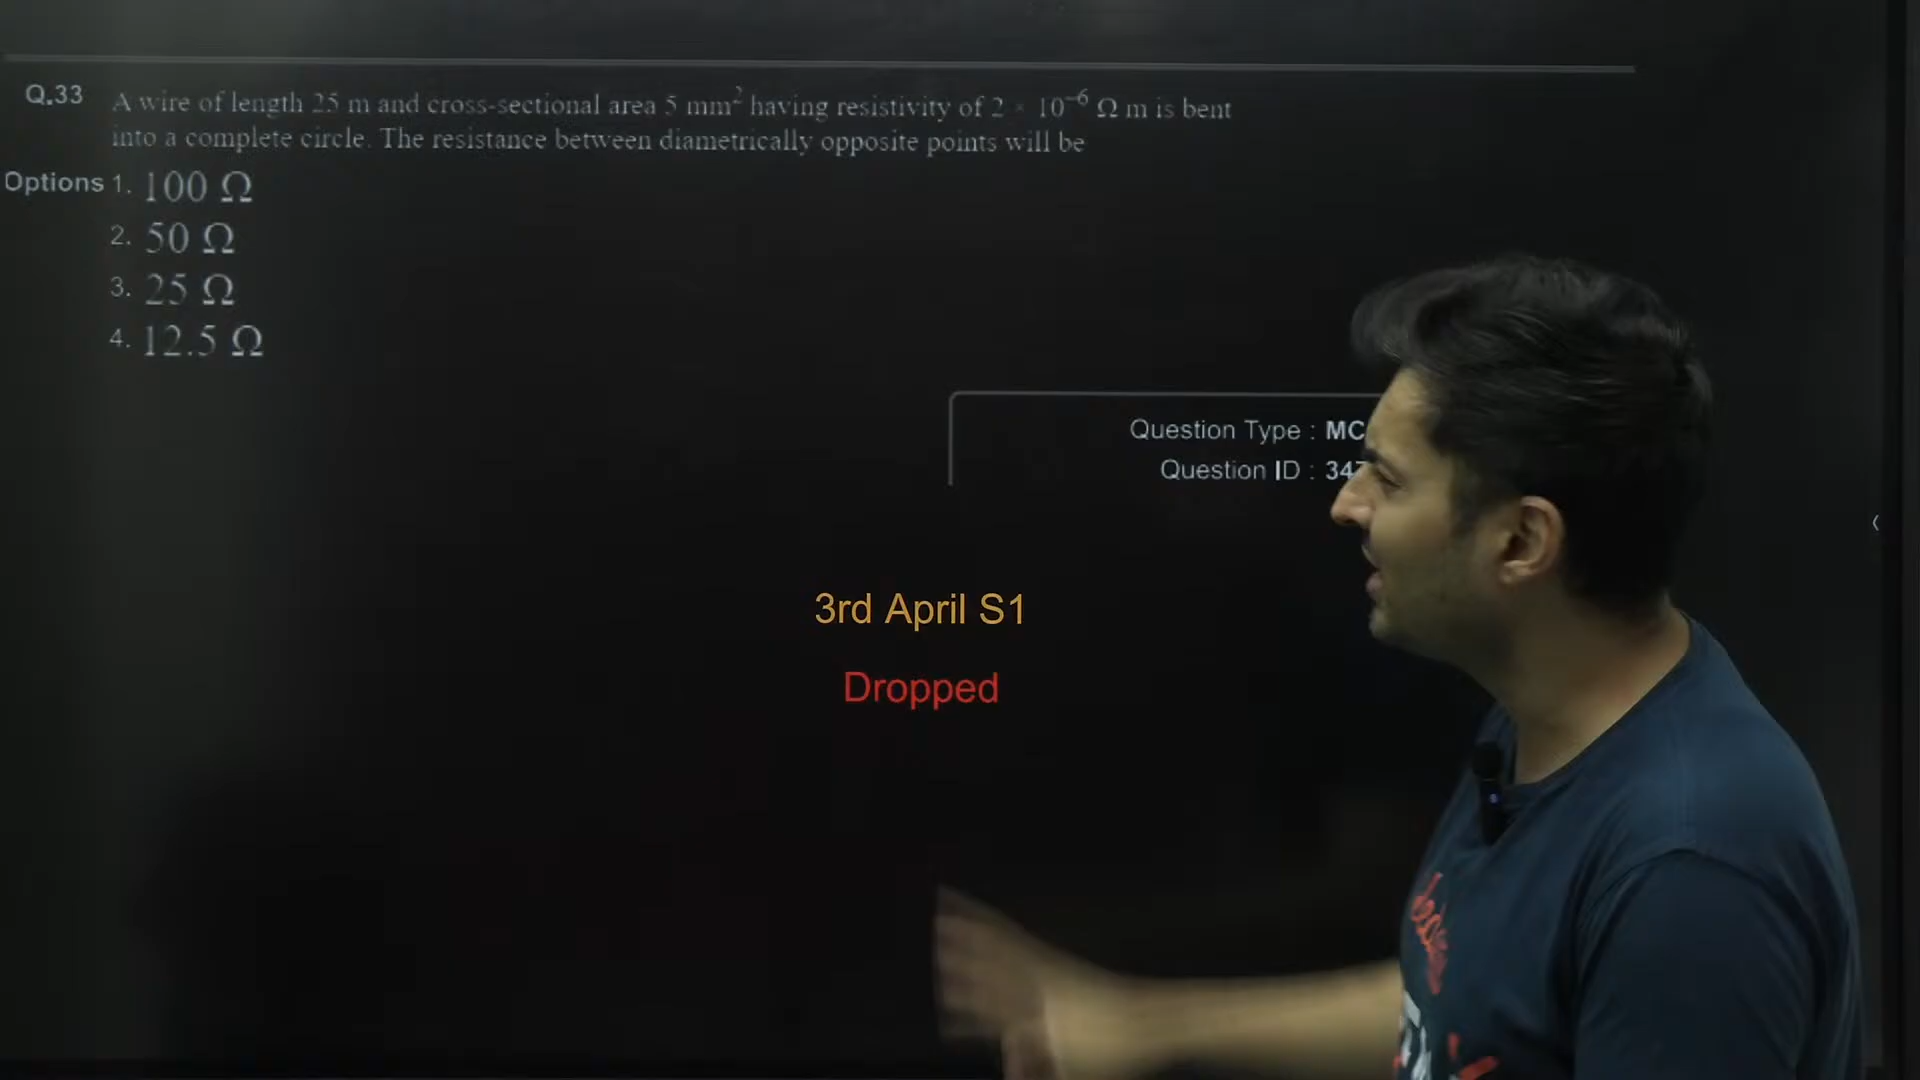 Q.33 A wire of length 25 m and cross-sectional area 5 mm² having resistivity of 2 × 10⁻⁶ Ω m is bent
into a complete circle. The resistance between diametrically opposite points will be
Options 1. 100 Ω
2. 50 Ω
3. 25 Ω
4. 12.5 Ω
Question Type : MC
Question ID : 347
3rd April S1
Dropped